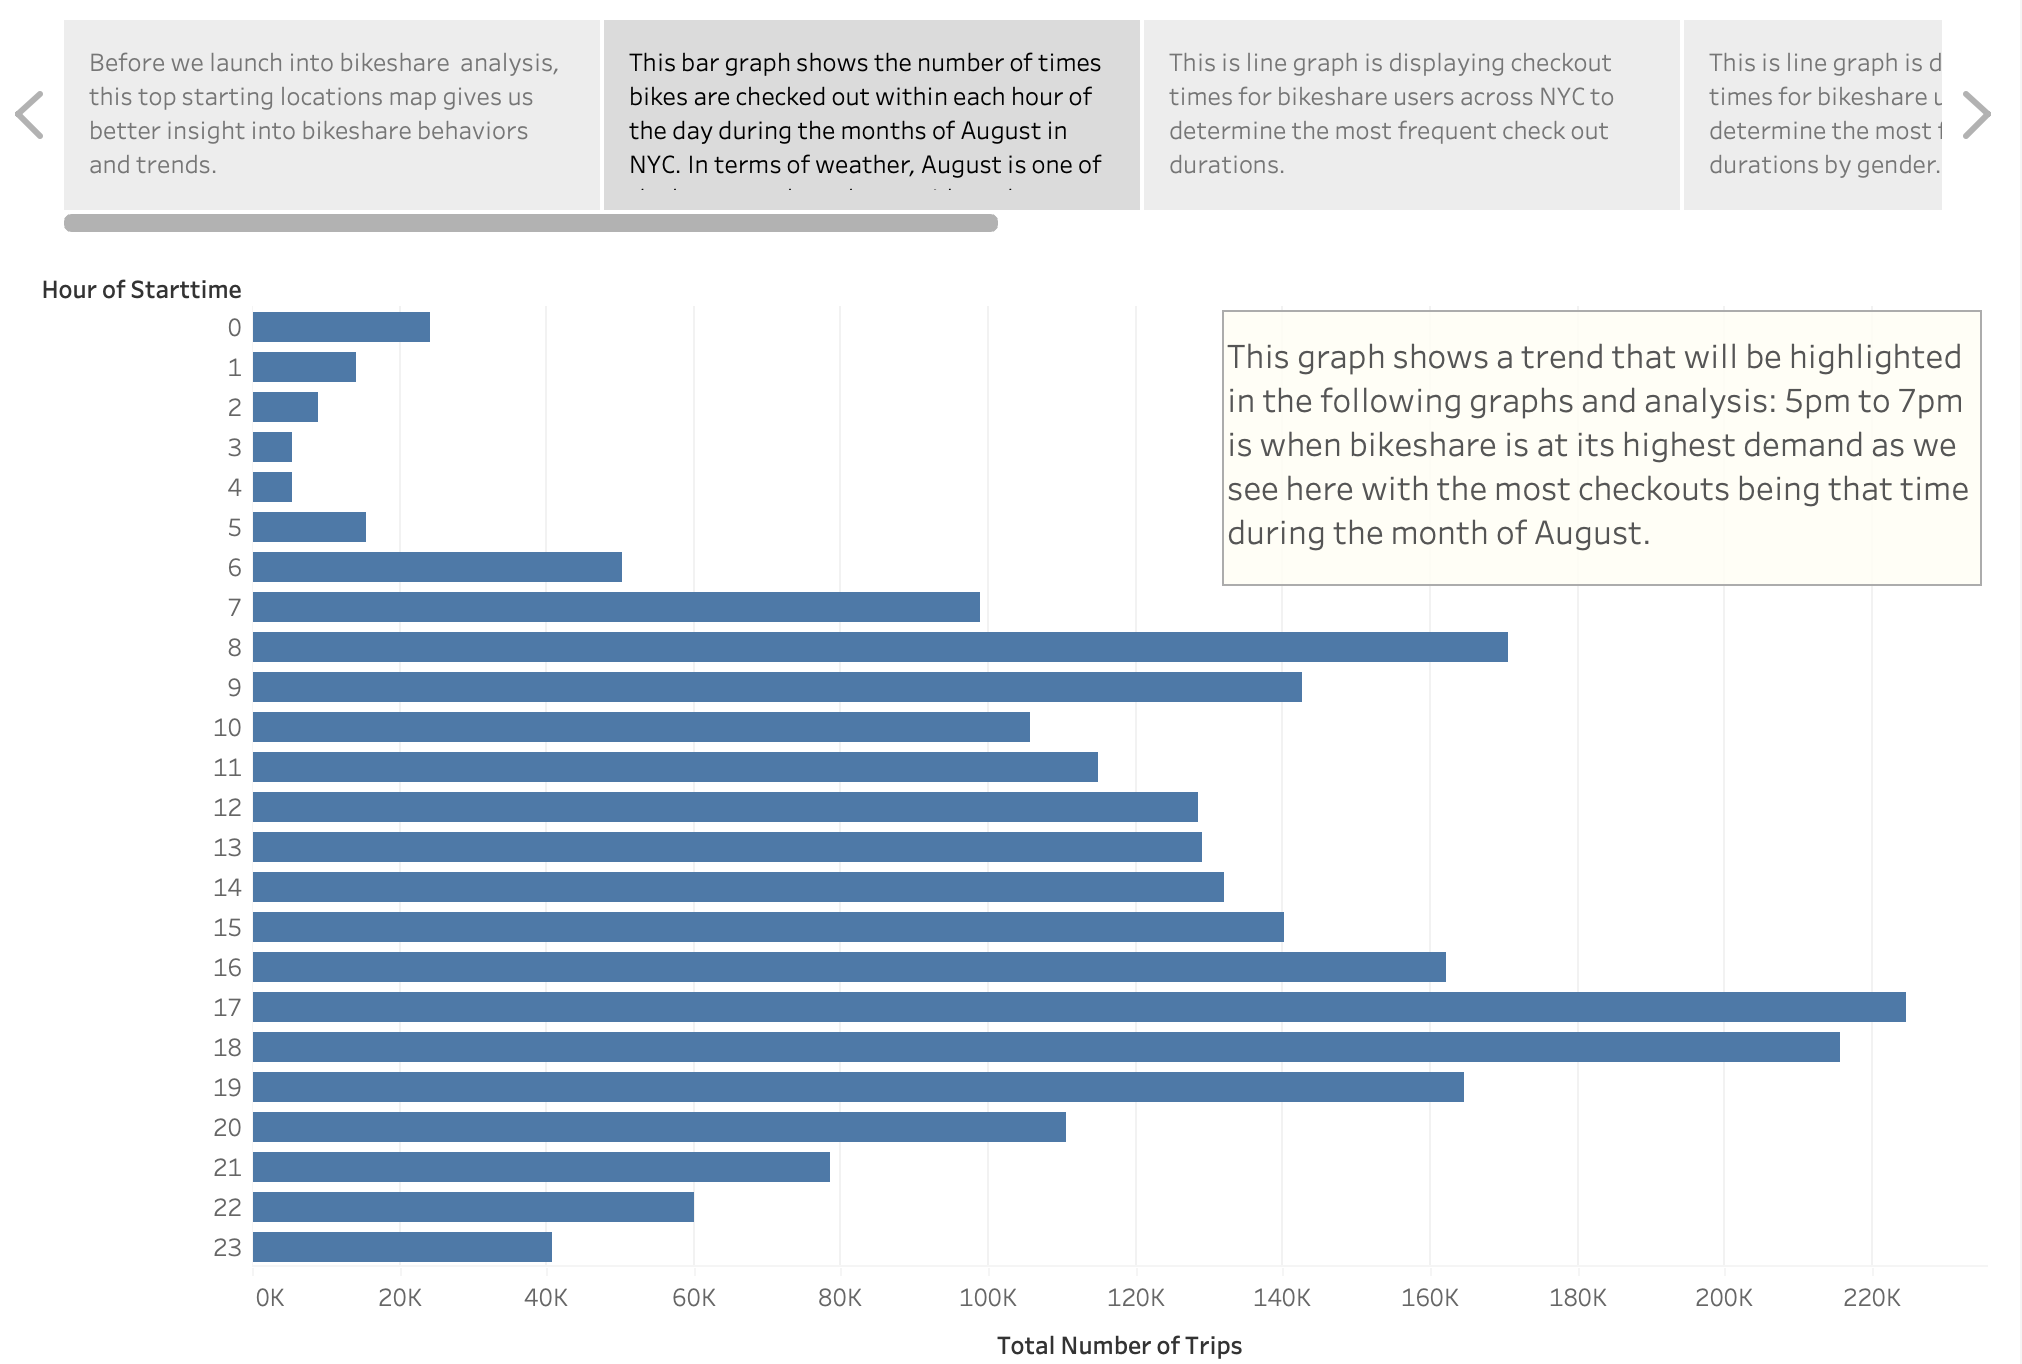 Before we launch into bikeshare  analysis,
this top starting locations map gives us
better insight into bikeshare behaviors
and trends.
This bar graph shows the number of times
bikes are checked out within each hour of
the day during the months of August in
NYC. In terms of weather, August is one of
This is line graph is displaying checkout
times for bikeshare users across NYC to
determine the most frequent check out
durations.
This is line graph is
times for bikeshare
determine the most
durations by gender.
Hour of Starttime
0
1
2
3
4
5
6
7
8
9
10
11
12
13
14
15
16
17
18
19
20
21
22
23
This graph shows a trend that will be highlighted
in the following graphs and analysis: 5pm to 7pm
is when bikeshare is at its highest demand as we
see here with the most checkouts being that time
during the month of August.
0K 20K 40K 60K 80K 100K 120K 140K 160K 180K 200K 220K
Total Number of Trips